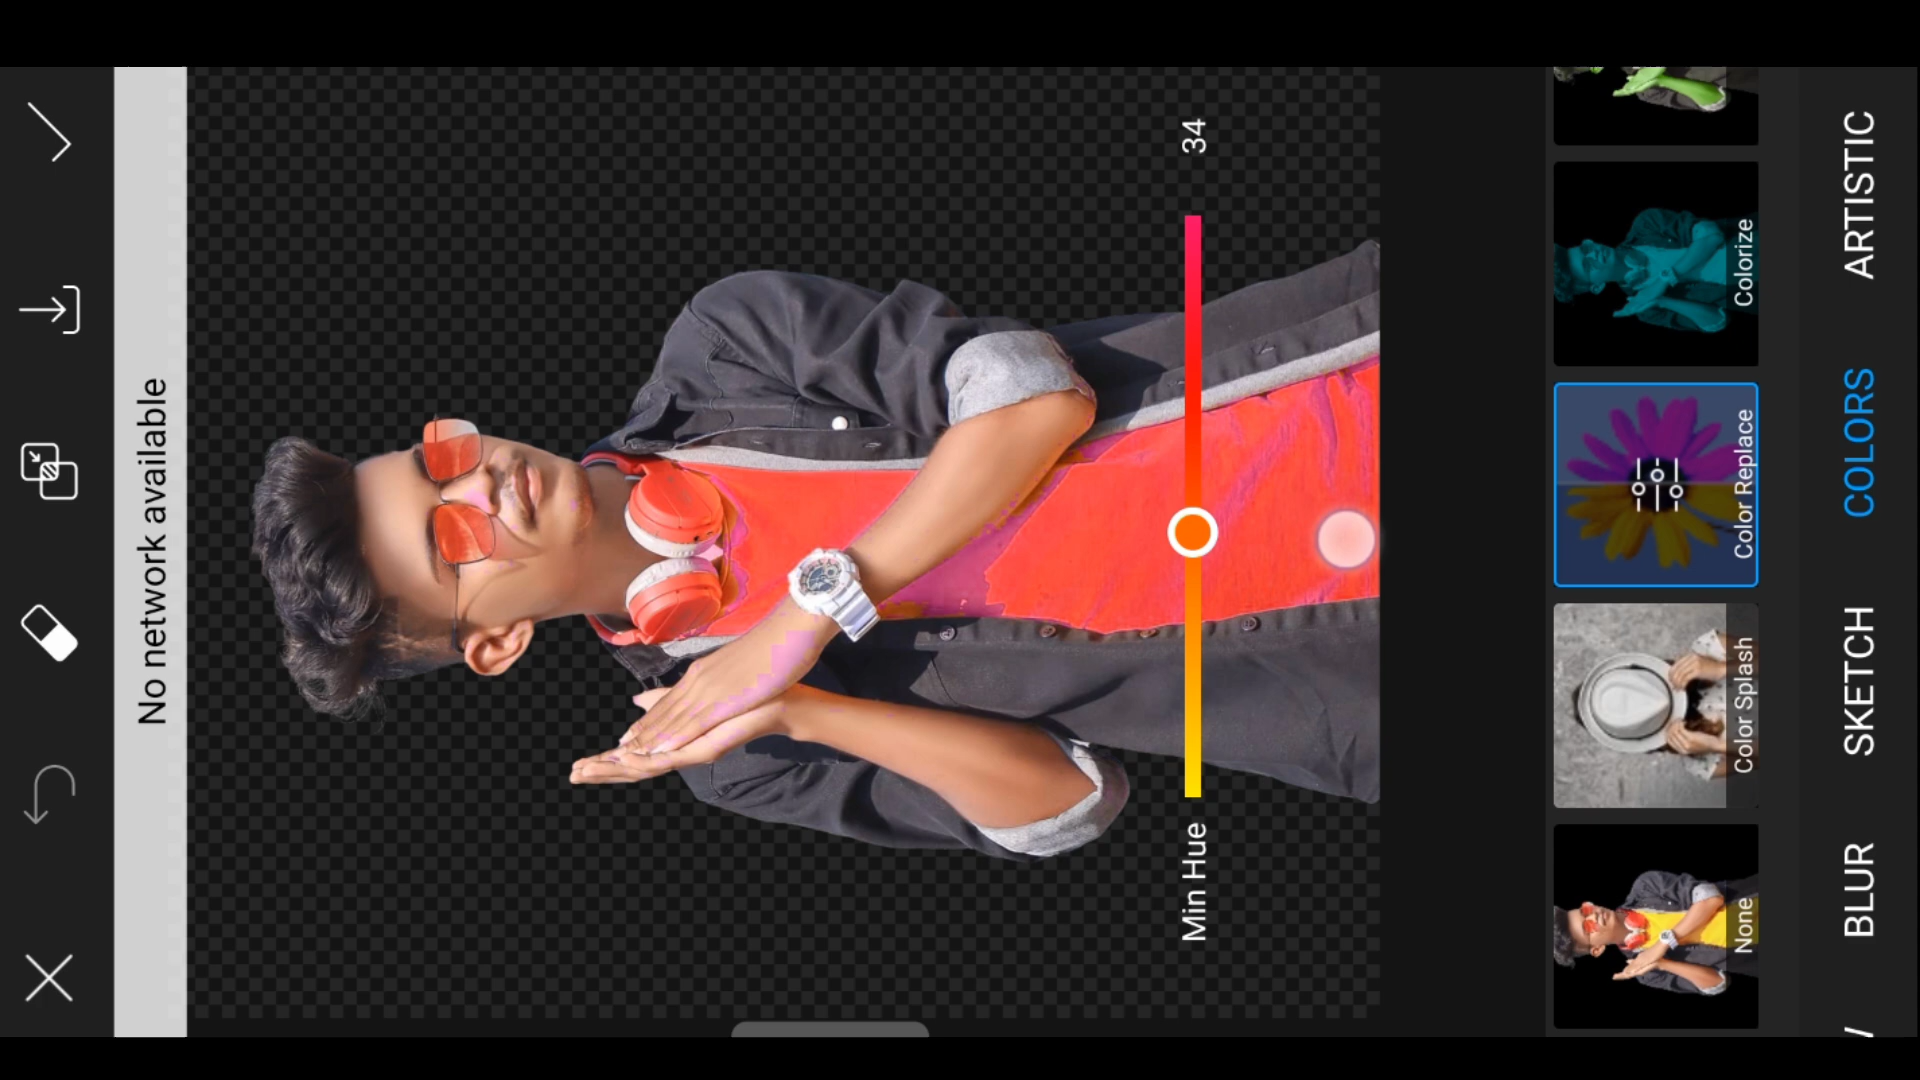 No network available
Min Hue
34
None
Color Splash
Color Replace
Colorize
BLUR
SKETCH
COLORS
ARTISTIC